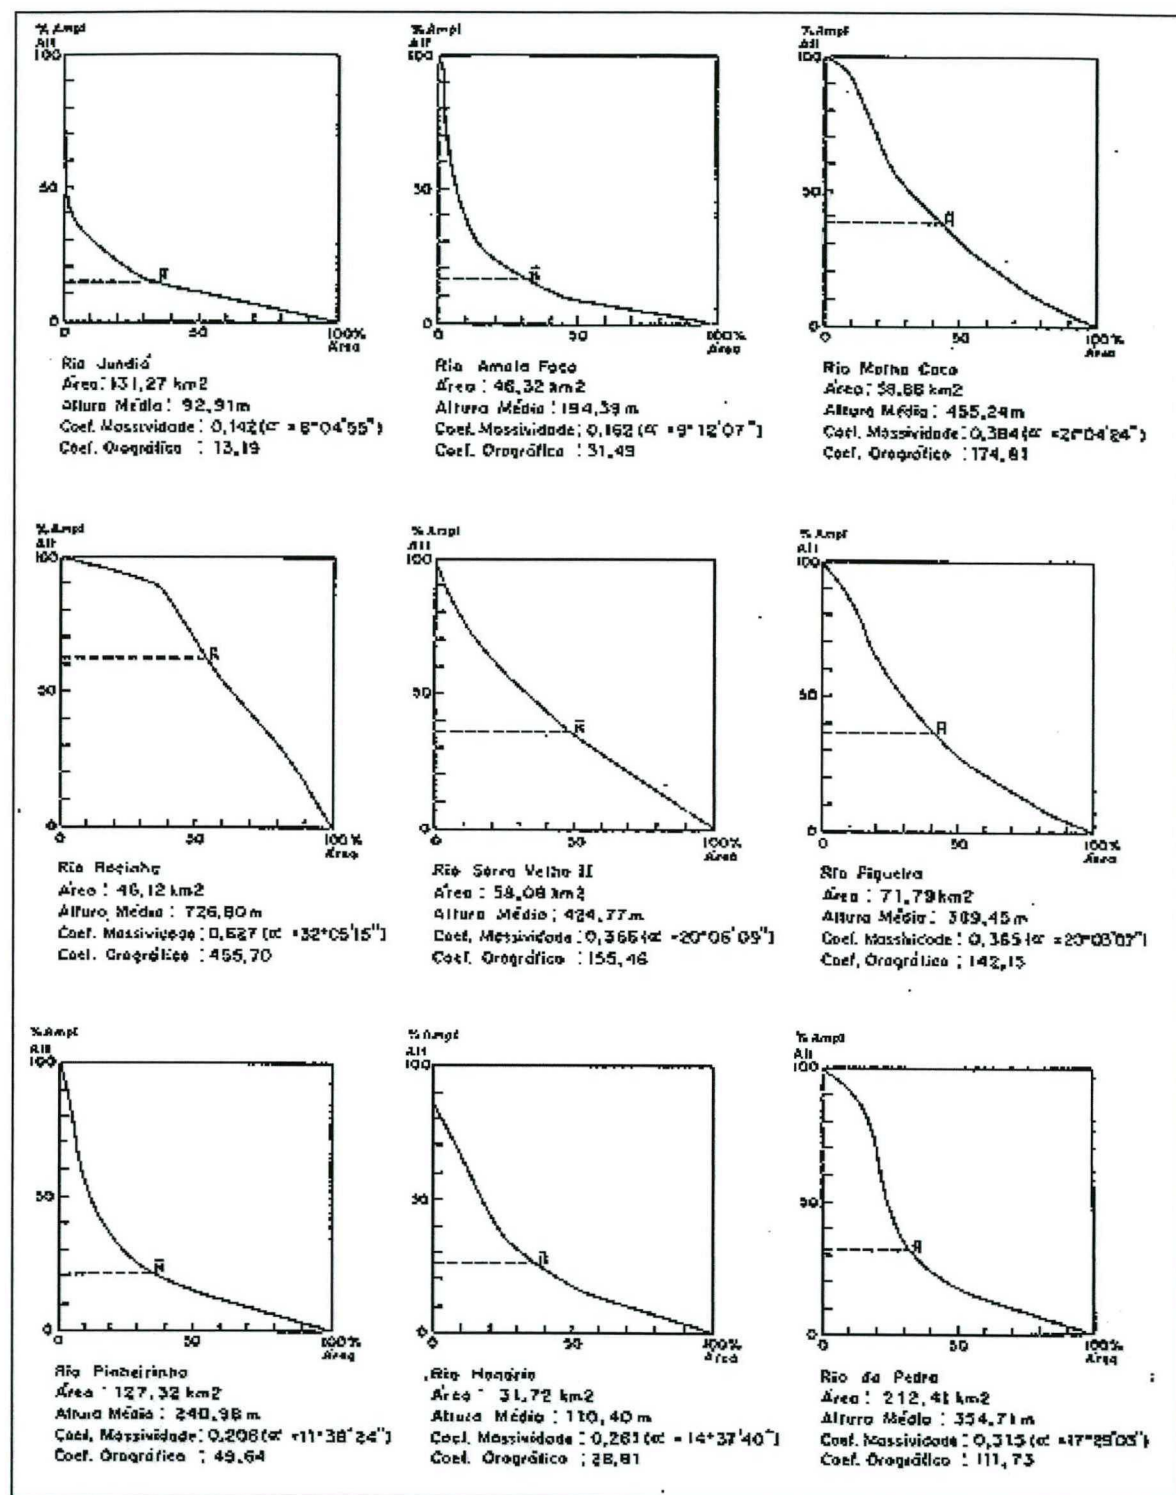 % Ampl
Alt
100
50
0
0 50 100%
Área
Rio Jundiá
Área: 131,27 km2
Altura Média: 92,91 m
Coef. Massividade: 0,142 (α = 8°04'55")
Coef. Orográfico : 13,19
% Ampl
Alt
100
50
0
0 50 100%
Área
Rio Amola Faca
Área : 46,32 km2
Altura Média : 194,39 m
Coef. Massividade: 0,162 (α = 9°12'07")
Coef. Orográfico : 31,49
% Ampl
Alt
100
50
0
0 50 100%
Área
Rio Molha Coco
Área : km2
Altura Média : 455,24 m
Coef. Massividade: 0,384 (α = 21°04'24")
Coef. Orográfico : 174,81
% Ampl
Alt
100
50
0
0 50 100%
Área
Rio Rocinha
Área : 46,12 km2
Altura Média : 726,80 m
Coef. Massividade : 0,627 (α = 32°05'15")
Coef. Orográfico : 455,70
% Ampl
Alt
100
50
0
0 50 100%
Área
Rio Serra Velha II
Área : 58,08 km2
Altura Média : 424,77 m
Coef. Massividade : 0,366 (α = 20°06'09")
Coef. Orográfico : 155,46
% Ampl
Alt
100
50
0
0 50 100%
Área
Rio Figueira
Área : 71,79 km2
Altura Média : 389,45 m
Coef. Massividade : 0,365 (α = 20°03'07")
Coef. Orográfico : 142,15
% Ampl
Alt
100
50
0
0 50 100%
Área
Rio Pinheirinho
Área : 127,32 km2
Altura Média : 240,98 m
Coef. Massividade : 0,206 (α = 11°38'24")
Coef. Orográfico : 49,64
% Ampl
Alt
100
50
0
0 50 100%
Área
Rio Honório
Área : 31,72 km2
Altura Média : 110,40 m
Coef. Massividade : 0,261 (α = 14°37'40")
Coef. Orográfico : 28,81
% Ampl
Alt
100
50
0
0 50 100%
Área
Rio da Pedra
Área : 212,41 km2
Altura Média : 354,71 m
Coef. Massividade : 0,315 (α = 17°29'03")
Coef. Orográfico : 111,73